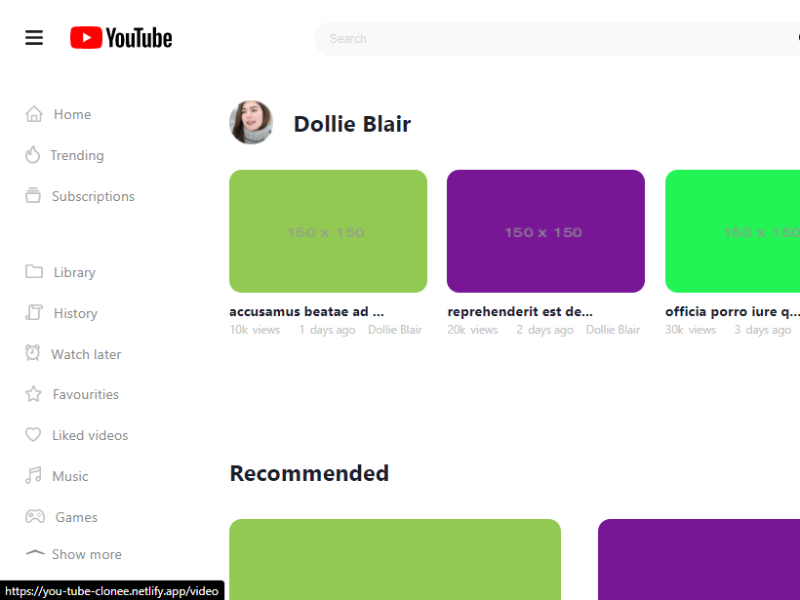 YouTube
Search
Home
Trending
Subscriptions
Library
History
Watch later
Favourities
Liked videos
Music
Games
Show more
Dollie Blair
150 x 150
150 x 150
150 x 150
accusamus beatae ad ...
10k views 1 days ago Dollie Blair
reprehenderit est de...
20k views 2 days ago Dollie Blair
officia porro iure q...
30k views 3 days ago
Recommended
https://you-tube-clonee.netlify.app/video